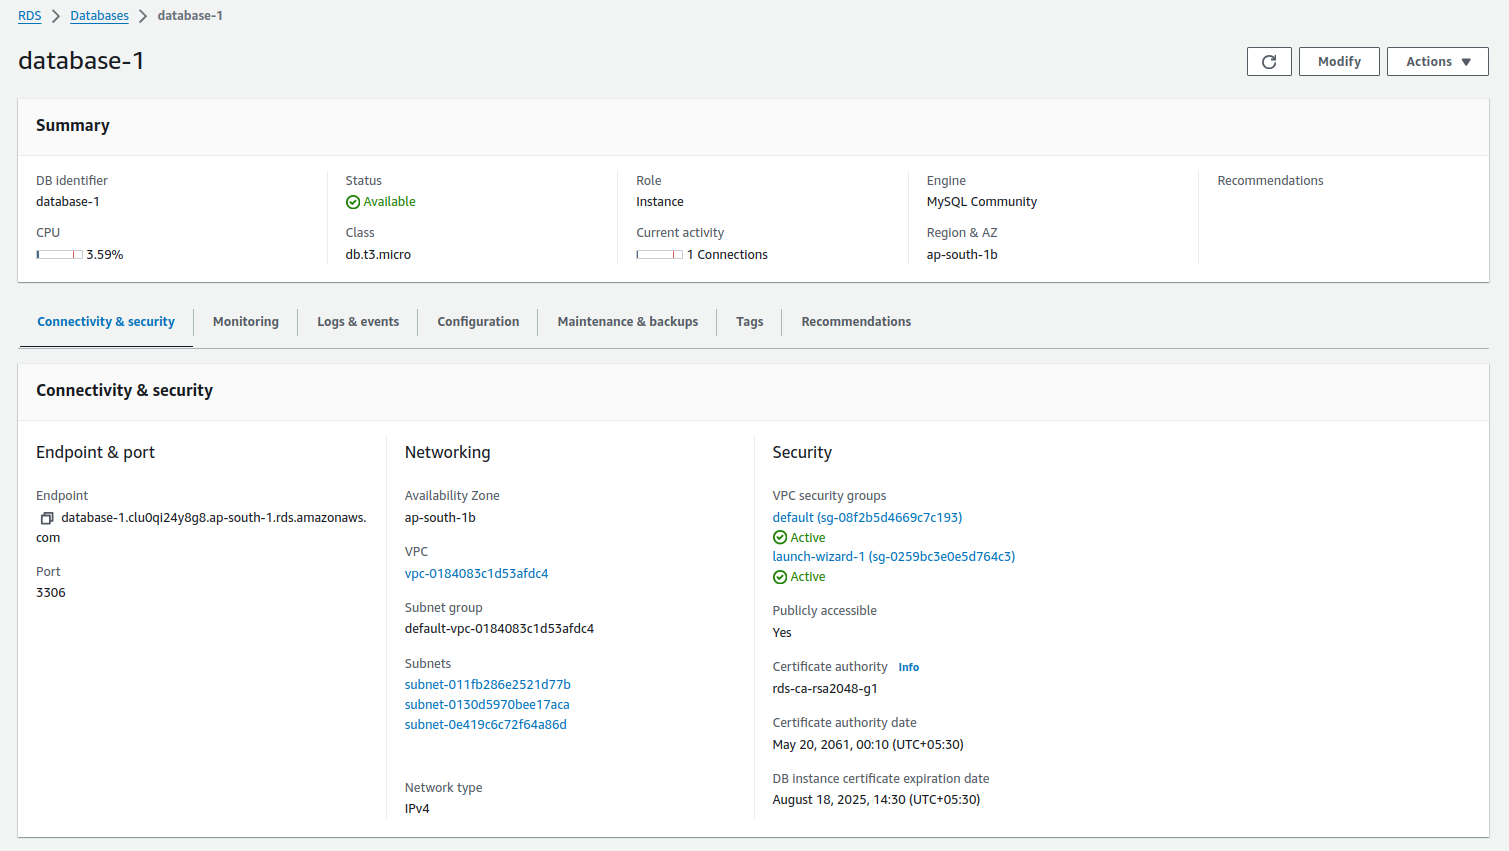 RDS > Databases > database-1
database-1
Modify
Actions
Summary
DB identifier
database-1
Status
Available
Role
Instance
Engine
MySQL Community
Recommendations
CPU
3.59%
Class
db.t3.micro
Current activity
1 Connections
Region & AZ
ap-south-1b
Connectivity & security
Monitoring
Logs & events
Configuration
Maintenance & backups
Tags
Recommendations
Connectivity & security
Endpoint & port
Endpoint
database-1.clu0qi24y8g8.ap-south-1.rds.amazonaws.
com
Port
3306
Networking
Availability Zone
ap-south-1b
VPC
vpc-0184083c1d53afdc4
Subnet group
default-vpc-0184083c1d53afdc4
Subnets
subnet-011fb286e2521d77b
subnet-0130d5970bee17aca
subnet-0e419c6c72f64a86d
Network type
IPv4
Security
VPC security groups
default (sg-08f2b5d4669c7c193)
Active
launch-wizard-1 (sg-0259bc3e0e5d764c3)
Active
Publicly accessible
Yes
Certificate authority Info
rds-ca-rsa2048-g1
Certificate authority date
May 20, 2061, 00:10 (UTC+05:30)
DB instance certificate expiration date
August 18, 2025, 14:30 (UTC+05:30)